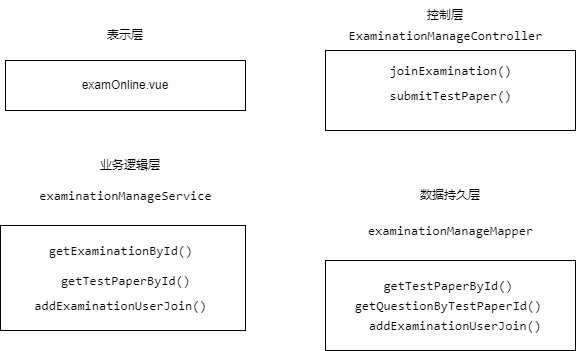 表示层
examOnline.vue
控制层
ExaminationManageController
joinExamination()
submitTestPaper()
业务逻辑层
examinationManageService
getExaminationById()
getTestPaperById()
addExaminationUserJoin()
数据持久层
examinationManageMapper
getTestPaperById()
getQuestionByTestPaperId()
addExaminationUserJoin()